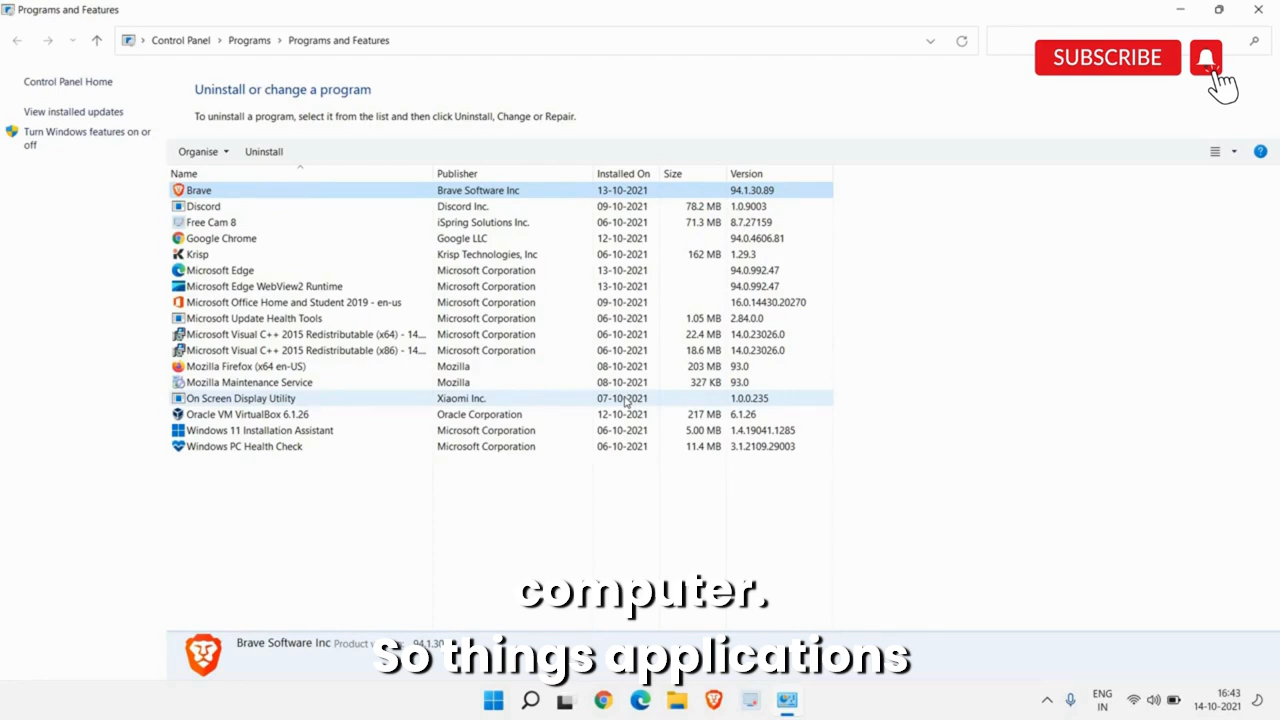 Programs and Features
Control Panel > Programs > Programs and Features
SUBSCRIBE
Control Panel Home
View installed updates
Turn Windows features on or
off
Uninstall or change a program
To uninstall a program, select it from the list and then click Uninstall, Change or Repair.
Organise Uninstall
Name Publisher Installed On Size Version
Brave Brave Software Inc 13-10-2021 94.1.30.89
Discord Discord Inc. 09-10-2021 78.2 MB 1.0.9003
Free Cam 8 iSpring Solutions Inc. 06-10-2021 71.3 MB 8.7.27159
Google Chrome Google LLC 12-10-2021 94.0.4606.81
Krisp Krisp Technologies, Inc 06-10-2021 162 MB 1.29.3
Microsoft Edge Microsoft Corporation 13-10-2021 94.0.992.47
Microsoft Edge WebView2 Runtime Microsoft Corporation 13-10-2021 94.0.992.47
Microsoft Office Home and Student 2019 - en-us Microsoft Corporation 09-10-2021 16.0.14430.20270
Microsoft Update Health Tools Microsoft Corporation 06-10-2021 1.05 MB 2.84.0.0
Microsoft Visual C++ 2015 Redistributable (x64) - 14... Microsoft Corporation 06-10-2021 22.4 MB 14.0.23026.0
Microsoft Visual C++ 2015 Redistributable (x86) - 14... Microsoft Corporation 06-10-2021 18.6 MB 14.0.23026.0
Mozilla Firefox (x64 en-US) Mozilla 08-10-2021 203 MB 93.0
Mozilla Maintenance Service Mozilla 08-10-2021 327 KB 93.0
On Screen Display Utility Xiaomi Inc. 07-10-2021 1.0.0.235
Oracle VM VirtualBox 6.1.26 Oracle Corporation 12-10-2021 217 MB 6.1.26
Windows 11 Installation Assistant Microsoft Corporation 06-10-2021 5.00 MB 1.4.19041.1285
Windows PC Health Check Microsoft Corporation 06-10-2021 11.4 MB 3.1.2109.29003
computer.
So things applications
Brave Software Inc Product 94.1.30
ENG
IN
16:43
14-10-2021